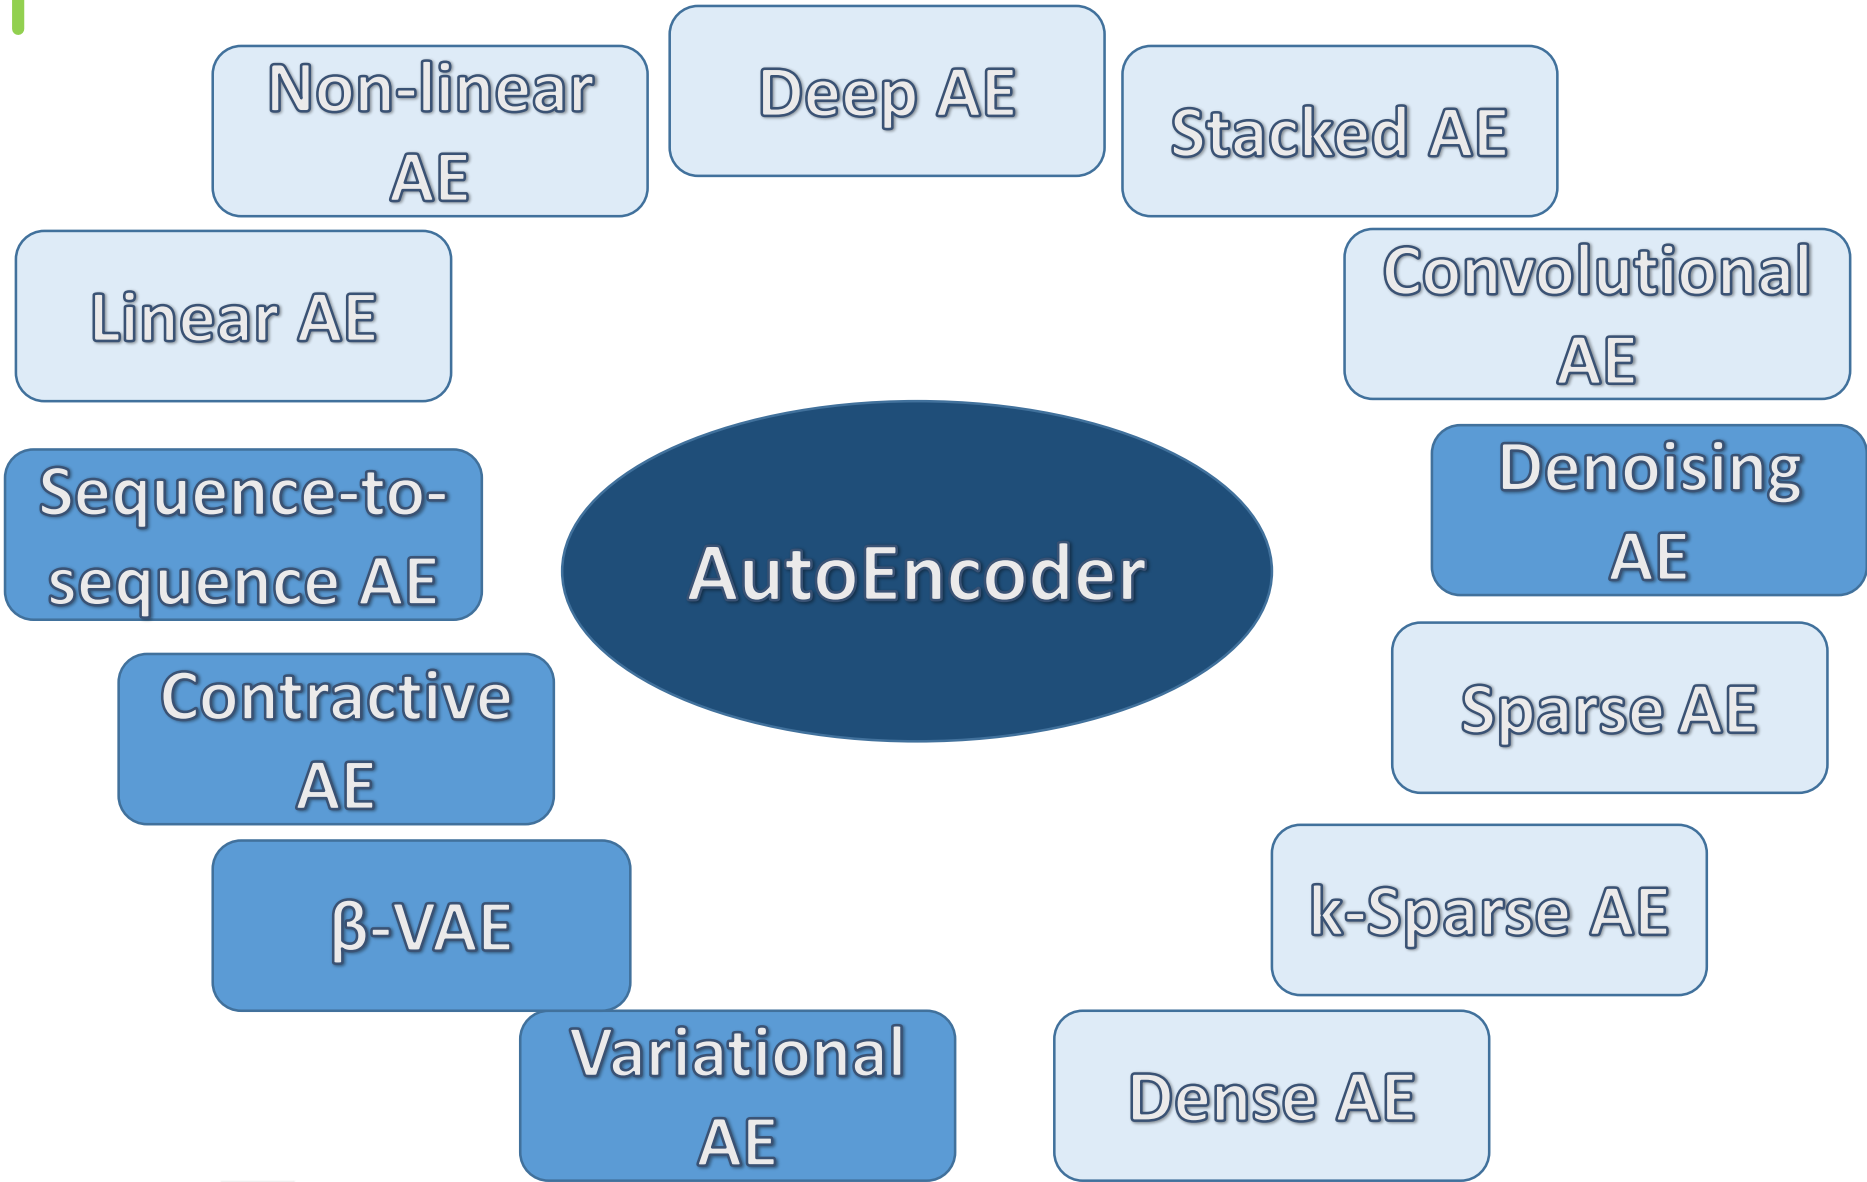 Non-linear
AE
Deep AE
Stacked AE
Linear AE
Convolutional
AE
Sequence-to-
sequence AE
AutoEncoder
Denoising
AE
Contractive
AE
Sparse AE
β-VAE
k-Sparse AE
Variational
AE
Dense AE